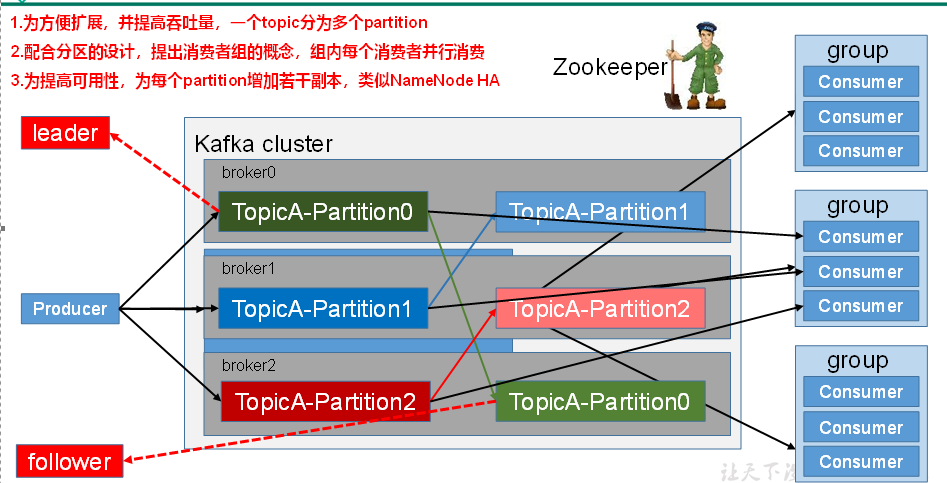 1.为方便扩展，并提高吞吐量，一个topic分为多个partition
2.配合分区的设计，提出消费者组的概念，组内每个消费者并行消费
3.为提高可用性，为每个partition增加若干副本，类似NameNode HA
Zookeeper
leader
Kafka cluster
broker0
TopicA-Partition0
TopicA-Partition1
broker1
Producer
TopicA-Partition1
TopicA-Partition2
broker2
TopicA-Partition2
TopicA-Partition0
follower
group
Consumer
Consumer
Consumer
group
Consumer
Consumer
Consumer
group
Consumer
Consumer
Consumer
让天下